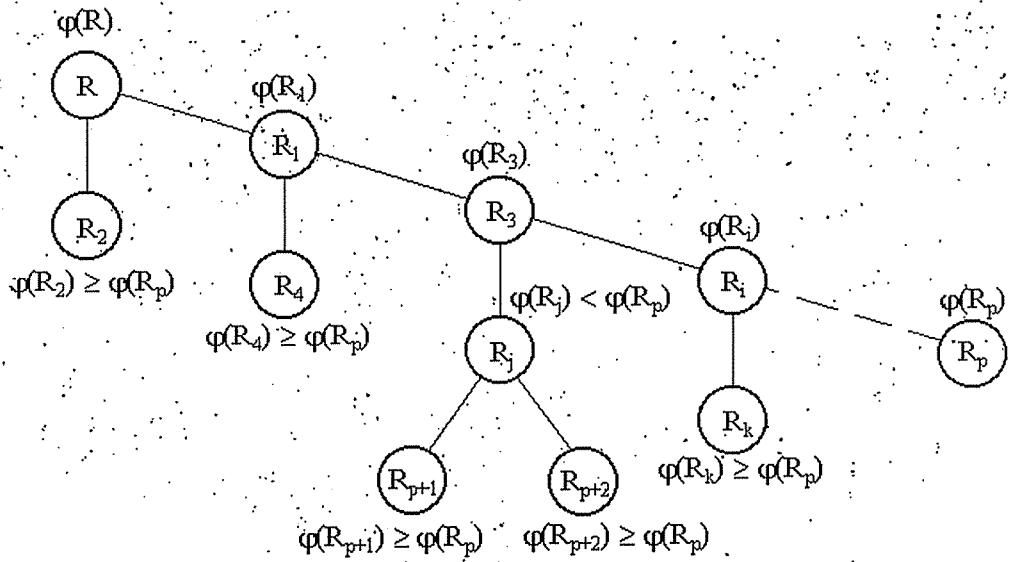 φ(R)
R
φ(R₁)
R₁
φ(R₃)
R₃
R₂
φ(Rᵢ)
Rᵢ
φ(R₂) ≥ φ(Rₚ)
R₄
φ(Rⱼ) < φ(Rₚ)
φ(Rₚ)
φ(R₄) ≥ φ(Rₚ)
Rⱼ
Rₚ
Rₖ
φ(Rₖ) ≥ φ(Rₚ)
Rₚ₊₁
Rₚ₊₂
φ(Rₚ₊₁) ≥ φ(Rₚ)
φ(Rₚ₊₂) ≥ φ(Rₚ)